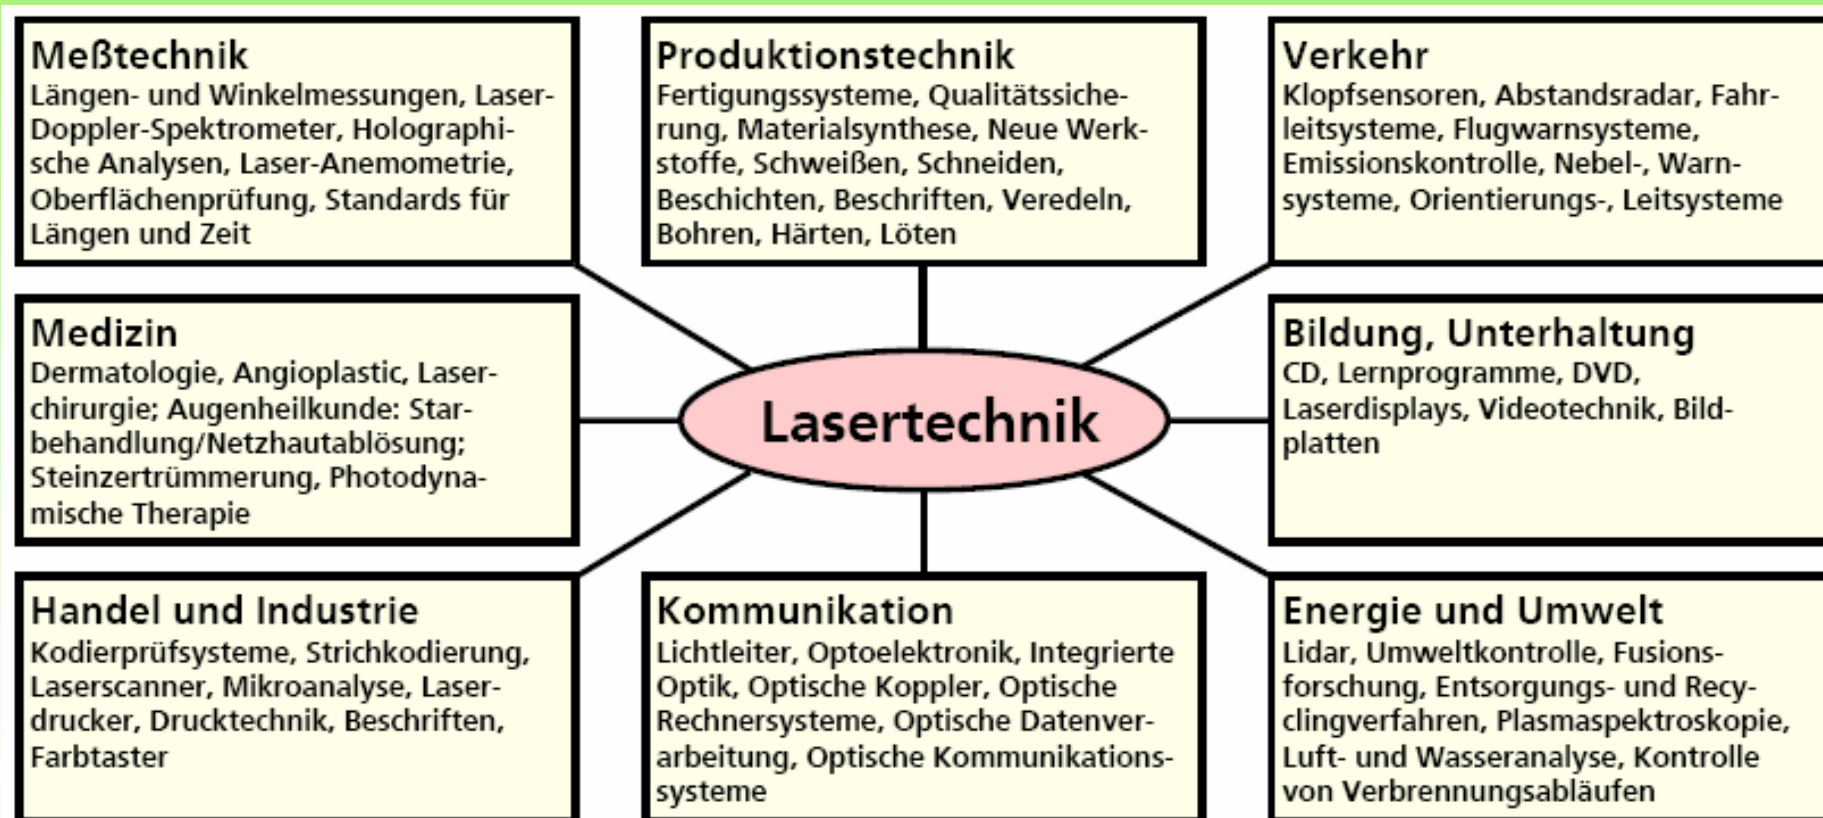 Meßtechnik
Längen- und Winkelmessungen, Laser-
Doppler-Spektrometer, Holographi-
sche Analysen, Laser-Anemometrie,
Oberflächenprüfung, Standards für
Längen und Zeit
Produktionstechnik
Fertigungssysteme, Qualitätssiche-
rung, Materialsynthese, Neue Werk-
stoffe, Schweißen, Schneiden,
Beschichten, Beschriften, Veredeln,
Bohren, Härten, Löten
Verkehr
Klopfsensoren, Abstandsradar, Fahr-
leitsysteme, Flugwarnsysteme,
Emissionskontrolle, Nebel-, Warn-
systeme, Orientierungs-, Leitsysteme
Medizin
Dermatologie, Angioplastic, Laser-
chirurgie; Augenheilkunde: Star-
behandlung/Netzhautablösung;
Steinzertrümmerung, Photodyna-
mische Therapie
Lasertechnik
Bildung, Unterhaltung
CD, Lernprogramme, DVD,
Laserdisplays, Videotechnik, Bild-
platten
Handel und Industrie
Kodierprüfsysteme, Strichkodierung,
Laserscanner, Mikroanalyse, Laser-
drucker, Drucktechnik, Beschriften,
Farbtaster
Kommunikation
Lichtleiter, Optoelektronik, Integrierte
Optik, Optische Koppler, Optische
Rechnersysteme, Optische Datenver-
arbeitung, Optische Kommunikations-
systeme
Energie und Umwelt
Lidar, Umweltkontrolle, Fusions-
forschung, Entsorgungs- und Recy-
clingverfahren, Plasmaspektroskopie,
Luft- und Wasseranalyse, Kontrolle
von Verbrennungsabläufen